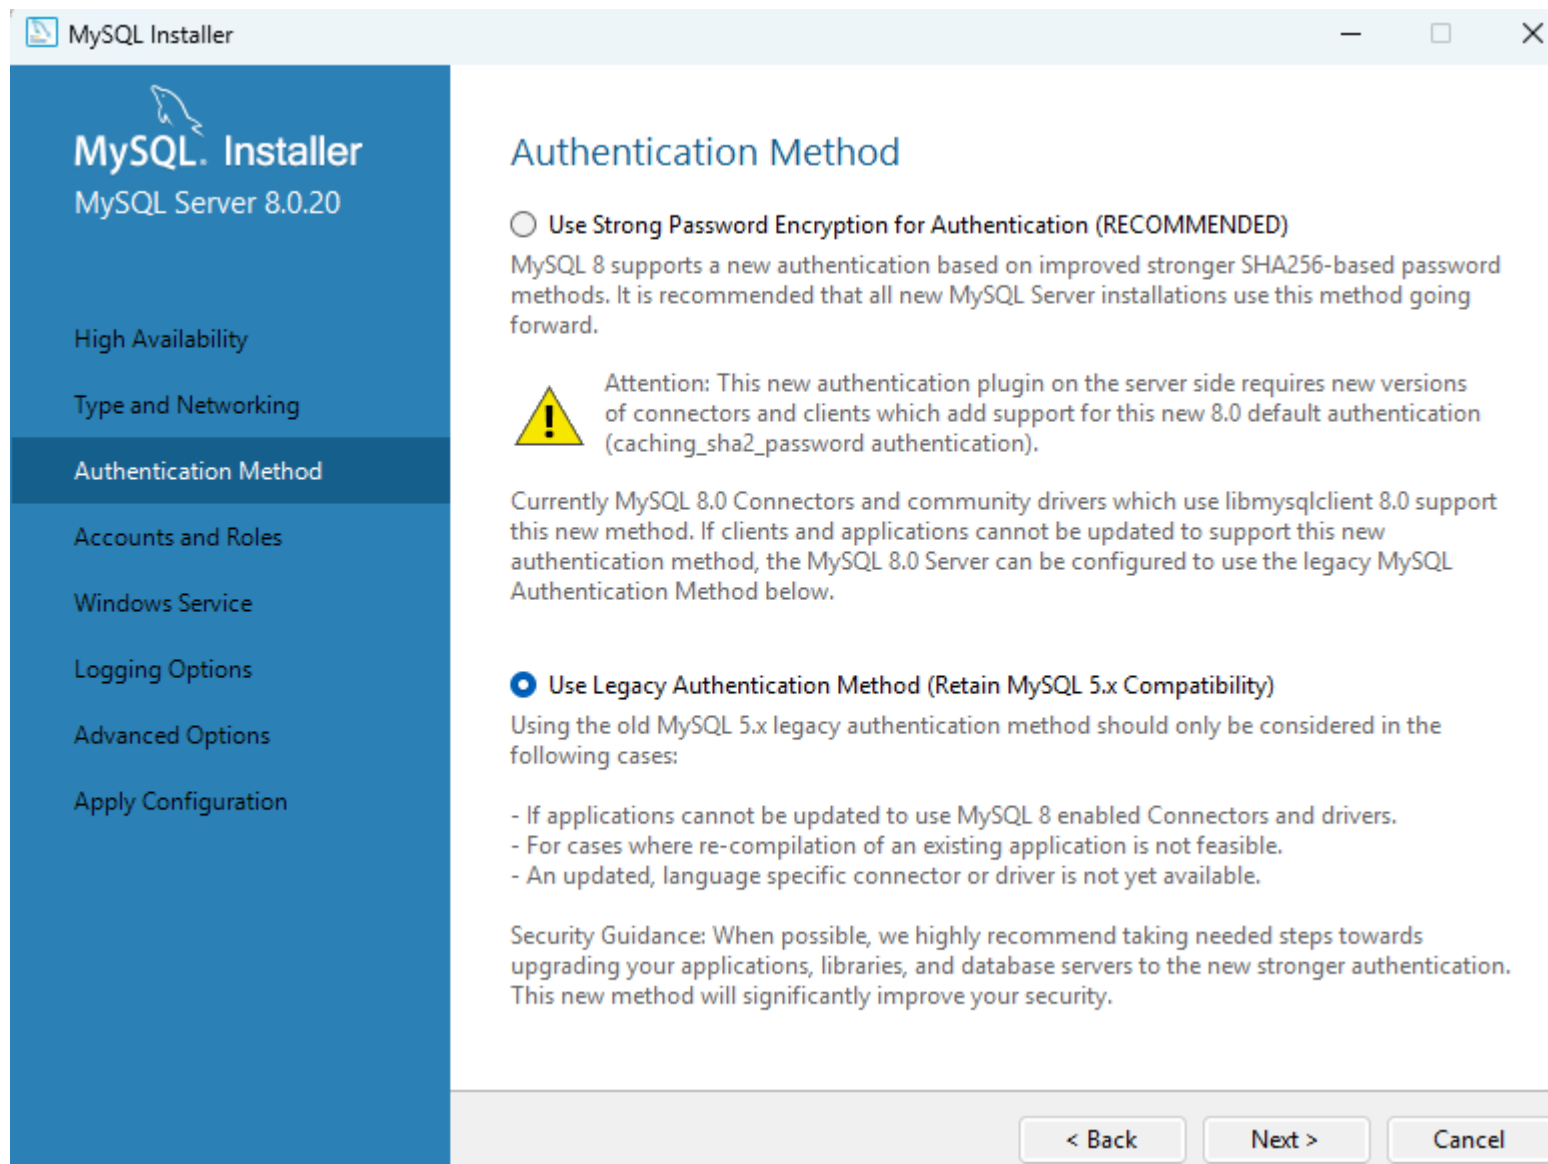 MySQL Installer
MySQL. Installer
MySQL Server 8.0.20
High Availability
Type and Networking
Authentication Method
Accounts and Roles
Windows Service
Logging Options
Advanced Options
Apply Configuration
Authentication Method
Use Strong Password Encryption for Authentication (RECOMMENDED)
MySQL 8 supports a new authentication based on improved stronger SHA256-based password
methods. It is recommended that all new MySQL Server installations use this method going
forward.
Attention: This new authentication plugin on the server side requires new versions
of connectors and clients which add support for this new 8.0 default authentication
(caching_sha2_password authentication).
Currently MySQL 8.0 Connectors and community drivers which use libmysqlclient 8.0 support
this new method. If clients and applications cannot be updated to support this new
authentication method, the MySQL 8.0 Server can be configured to use the legacy MySQL
Authentication Method below.
Use Legacy Authentication Method (Retain MySQL 5.x Compatibility)
Using the old MySQL 5.x legacy authentication method should only be considered in the
following cases:
- If applications cannot be updated to use MySQL 8 enabled Connectors and drivers.
- For cases where re-compilation of an existing application is not feasible.
- An updated, language specific connector or driver is not yet available.
Security Guidance: When possible, we highly recommend taking needed steps towards
upgrading your applications, libraries, and database servers to the new stronger authentication.
This new method will significantly improve your security.
< Back
Next >
Cancel